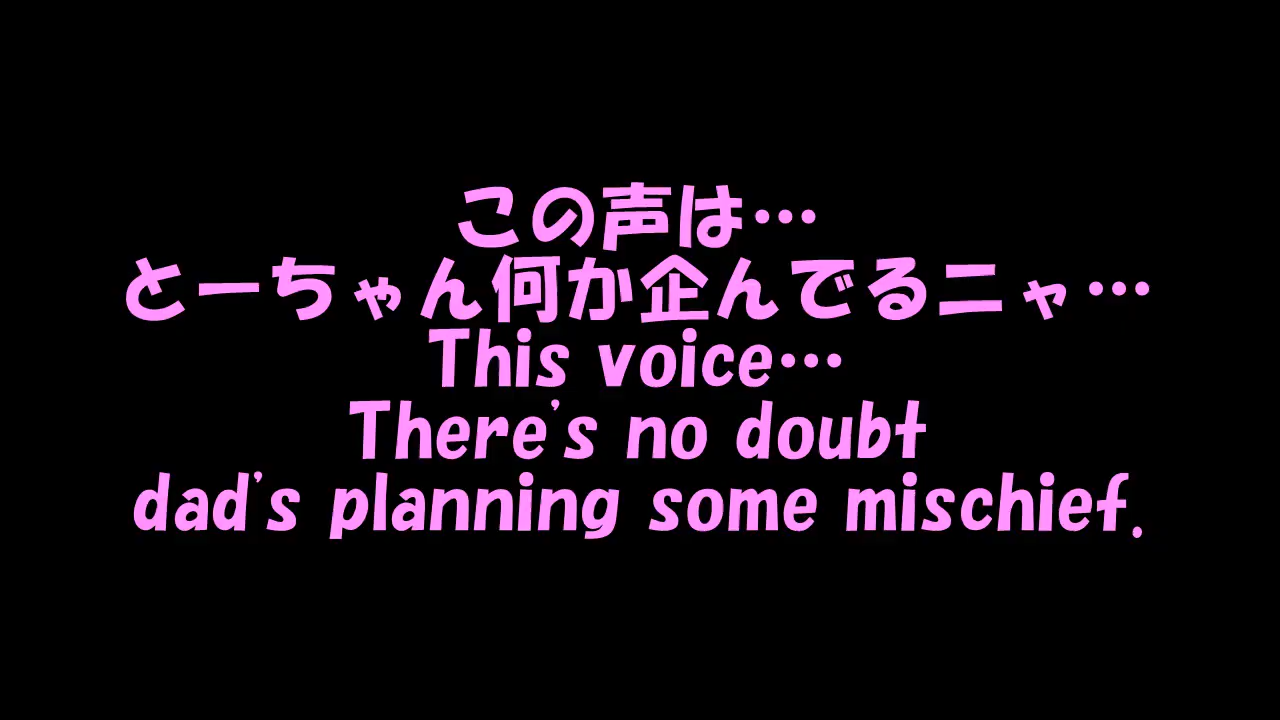 この声は…
とーちゃん何か企んでるニャ…
This voice…
There's no doubt
dad's planning some mischief.